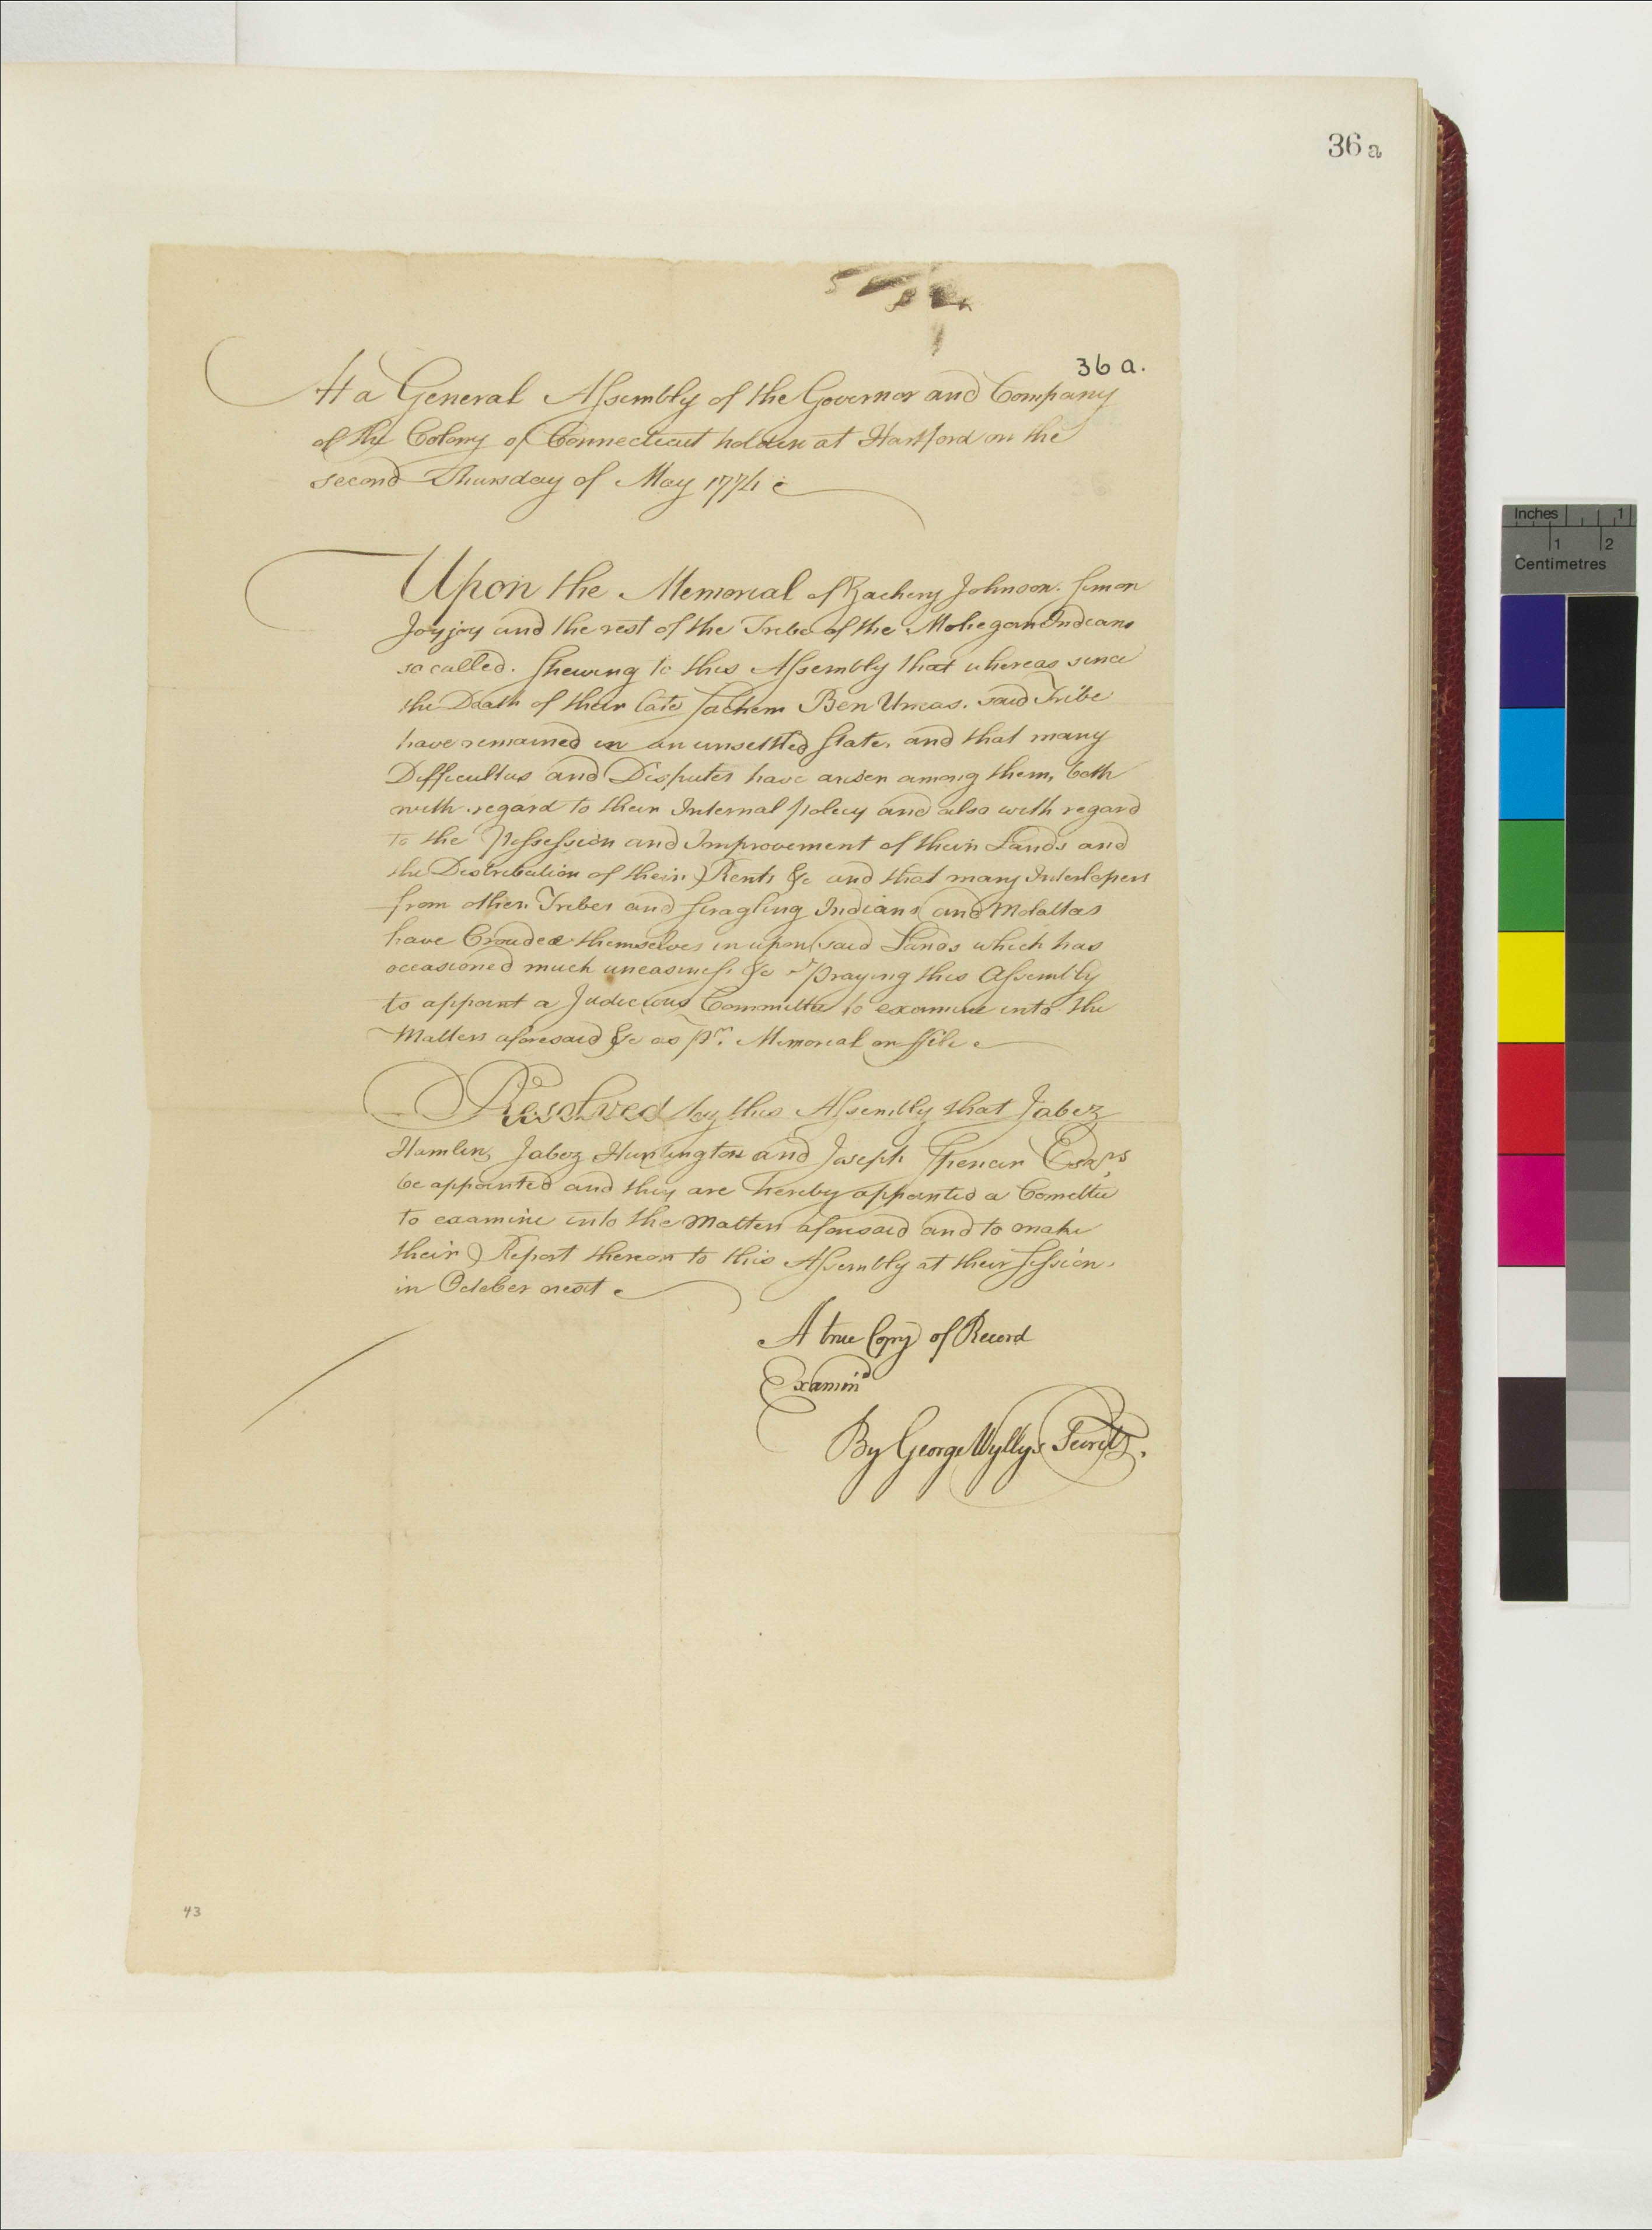 36 a
36 a.
At a General Assembly of the Governor and Company
of the Colony of Connecticut holden at Hartford on the
second Thursday of May 1774
Upon the Memorial of Zachery Johnson. Simon
Joyjoy and the rest of the Tribe of the Mohegan Indians
so called. Shewing to this Assembly that whereas since
the Death of their late Sachem Ben Uncas. said Tribe
have remained in an unsettled State, and that many
Difficultus and Disputes have arisen among them, both
with regard to their Internal policy and also with regard
to the Possession and Improvement of their Lands and
the Distribution of their Rents &c and that many Interlopers
from other Tribes and stragling Indians and Molattas
have Crouded themselves in upon said Lands which has
occasioned much uneasiness &c Praying this Assembly
to appoint a Judicious Committee to examine into the
Matters aforesaid &c as pr. Memorial on file
Resolved by this Assembly that Jabez
Hamlin, Jabez Huntington and Joseph Spencer Esqrs
be appointed and they are hereby appointed a Comettee
to examine into the Matters aforesaid and to make
their Report thereon to this Assembly at their Session.
in October next
A true Copy of Record
Examind
By George Wyllys Secrety.
43
Inches 1
1 2
Centimetres